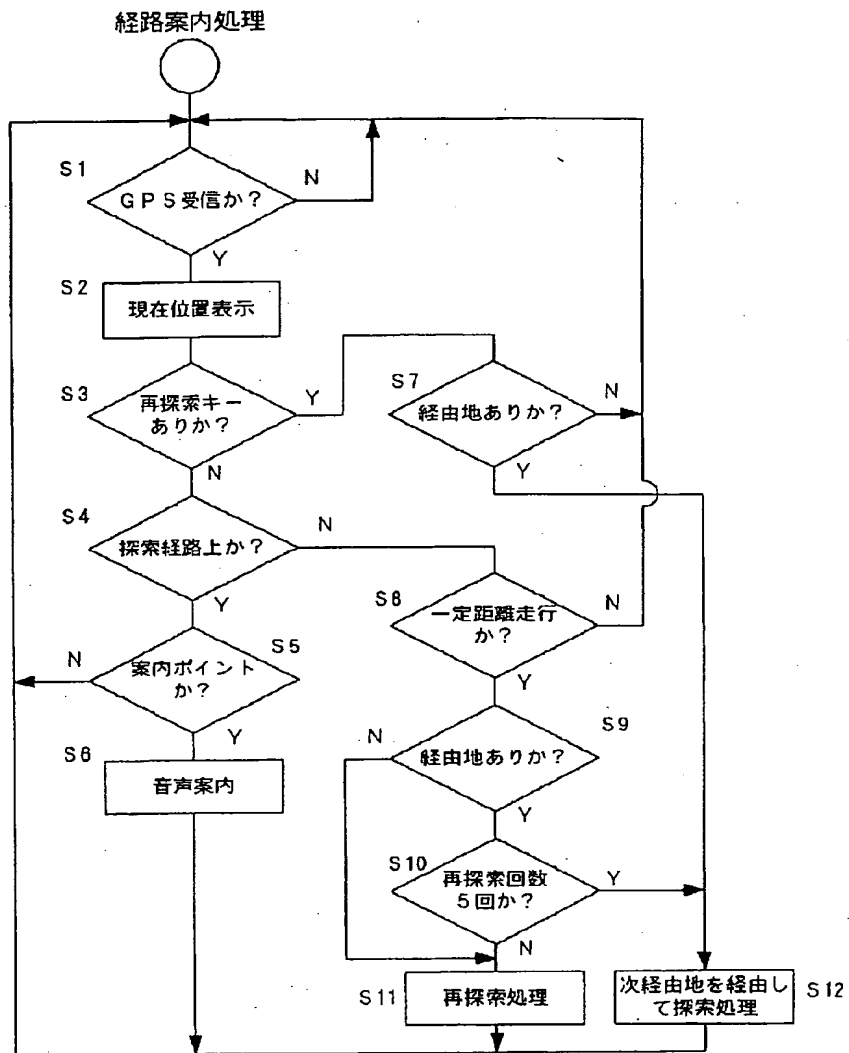 経路案内処理
S1
GPS受信か？
N
Y
S2
現在位置表示
S3
再探索キー
ありか？
Y
N
S7
経由地ありか？
N
Y
S4
探索経路上か？
N
Y
S8
一定距離走行
か？
N
Y
S5
案内ポイント
か？
N
Y
S6
音声案内
S9
経由地ありか？
N
Y
S10
再探索回数
5回か？
Y
N
S11
再探索処理
次経由地を経由し
て探索処理
S12